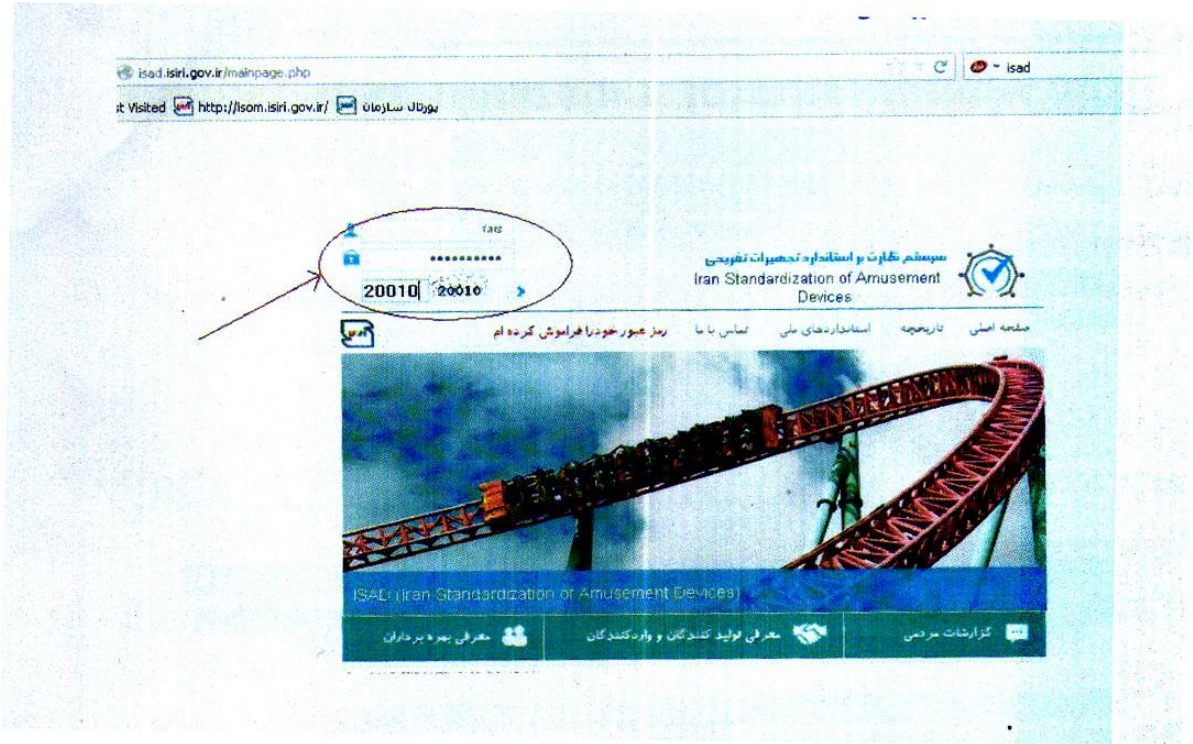 isad.isiri.gov.ir/mainpage.php
isad
st Visited http://isom.isiri.gov.ir/ پورتال سازمان
••••••••••
20010 20010
سیستم نظارت بر استاندارد تجهیزات تفریحی
Iran Standardization of Amusement
Devices
صفحه اصلی تاریخچه استانداردهای ملی تماس با ما رمز عبور خود را فراموش کرده ام
ISAD (Iran Standardization of Amusement Devices)
گزارشات مردمی معرفی تولید کنندگان و واردکنندگان معرفی بهره برداران